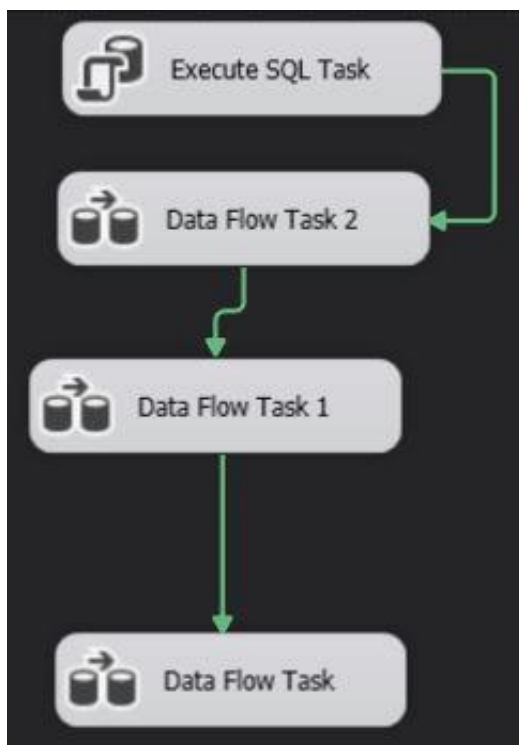 Execute SQL Task
Data Flow Task 2
Data Flow Task 1
Data Flow Task